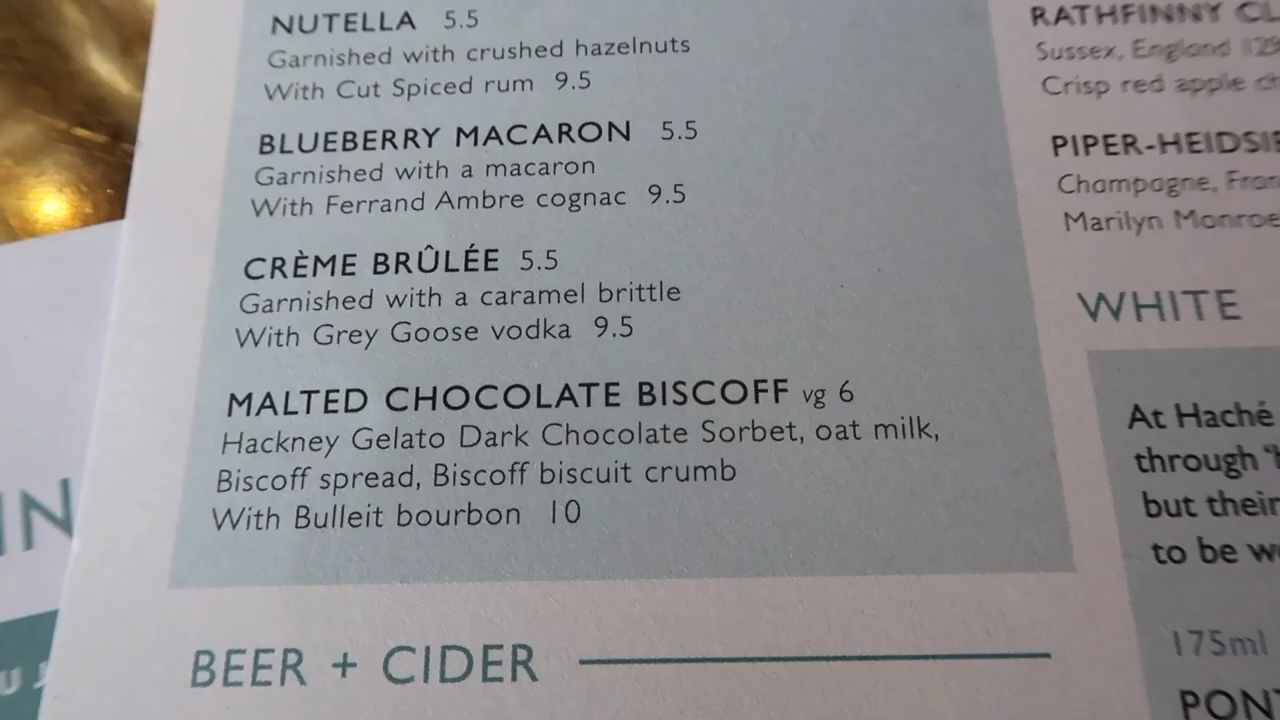 NUTELLA 5.5
Garnished with crushed hazelnuts
With Cut Spiced rum 9.5
BLUEBERRY MACARON 5.5
Garnished with a macaron
With Ferrand Ambre cognac 9.5
CRÈME BRÛLÉE 5.5
Garnished with a caramel brittle
With Grey Goose vodka 9.5
MALTED CHOCOLATE BISCOFF vg 6
Hackney Gelato Dark Chocolate Sorbet, oat milk,
Biscoff spread, Biscoff biscuit crumb
With Bulleit bourbon 10
BEER + CIDER
RATHFINNY
Sussex, England
Crisp red apple
PIPER-HEIDSI
Champagne,
Marilyn Monroe
WHITE
At Haché
through
but their
to be
175ml